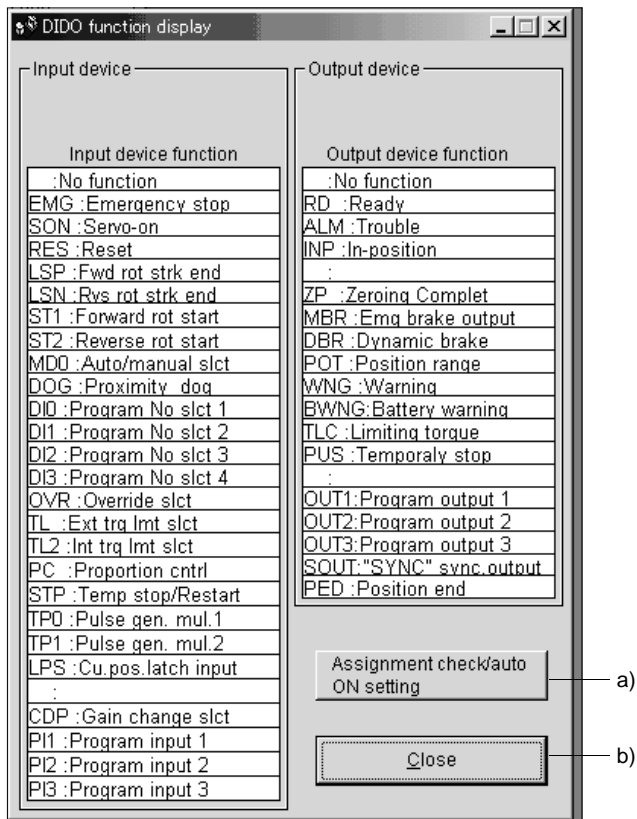 DIDO function display
Input device
Input device function
:No function
EMG :Emergency stop
SON :Servo-on
RES :Reset
LSP :Fwd rot strk end
LSN :Rvs rot strk end
ST1 :Forward rot start
ST2 :Reverse rot start
MD0 :Auto/manual slct
DOG :Proximity dog
DI0 :Program No slct 1
DI1 :Program No slct 2
DI2 :Program No slct 3
DI3 :Program No slct 4
OVR :Override slct
TL :Ext trq lmt slct
TL2 :Int trq lmt slct
PC :Proportion cntrl
STP :Temp stop/Restart
TP0 :Pulse gen. mul.1
TP1 :Pulse gen. mul.2
LPS :Cu.pos.latch input
:
CDP :Gain change slct
PI1 :Program input 1
PI2 :Program input 2
PI3 :Program input 3
Output device
Output device function
:No function
RD :Ready
ALM :Trouble
INP :In-position
:
ZP :Zeroing Complet
MBR :Emg brake output
DBR :Dynamic brake
POT :Position range
WNG :Warning
BWNG:Battery warning
TLC :Limiting torque
PUS :Temporaly stop
:
OUT1:Program output 1
OUT2:Program output 2
OUT3:Program output 3
SOUT:"SYNC" sync.output
PED :Position end
Assignment check/auto
ON setting
a)
Close
b)